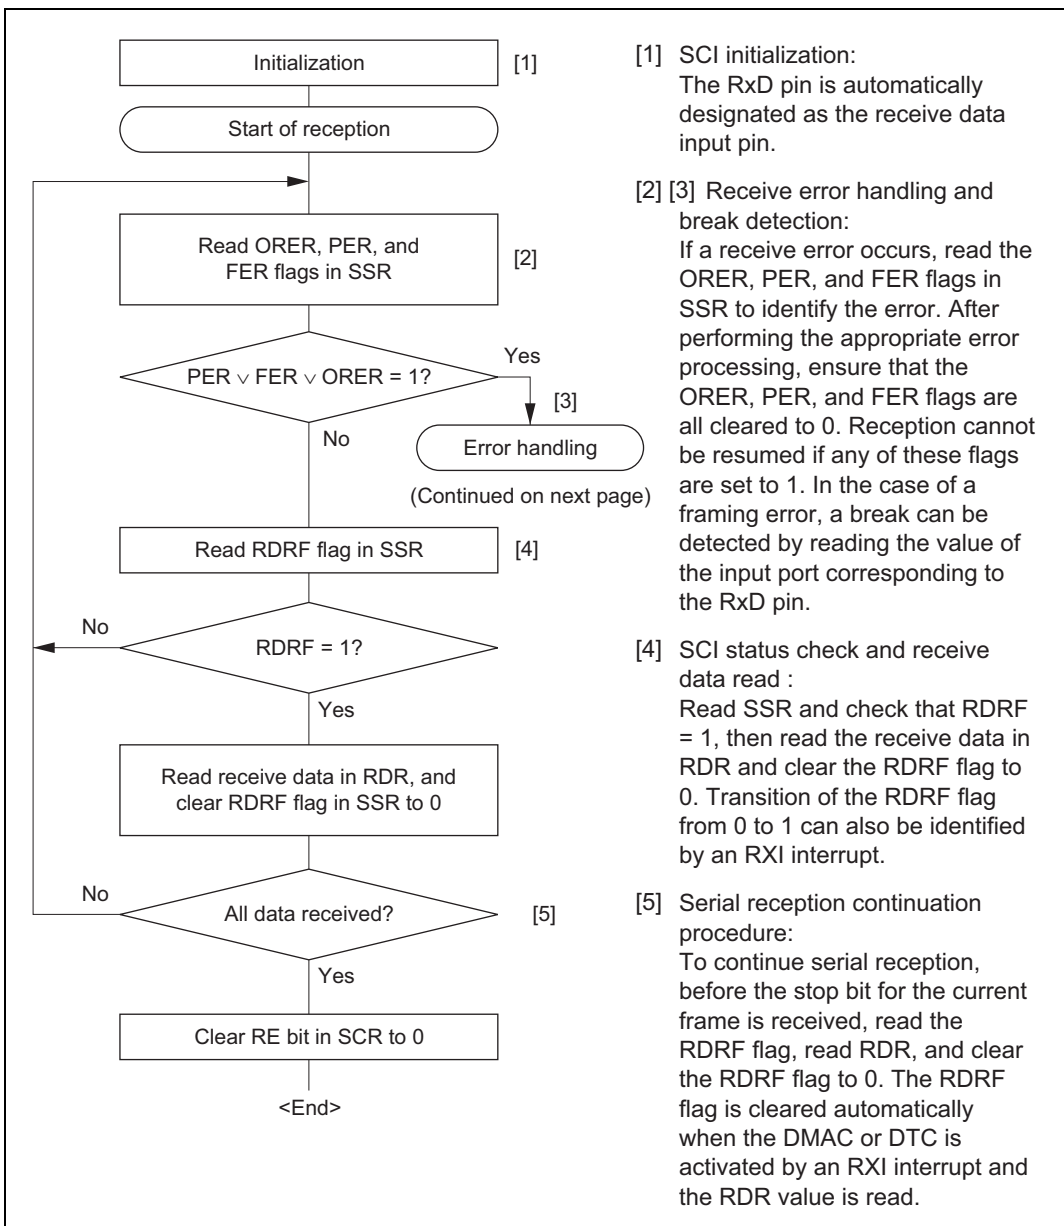 Initialization
[1]
Start of reception
Read ORER, PER, and
FER flags in SSR
[2]
PER ∨ FER ∨ ORER = 1?
Yes
[3]
No
Error handling
(Continued on next page)
Read RDRF flag in SSR
[4]
No
RDRF = 1?
Yes
Read receive data in RDR, and
clear RDRF flag in SSR to 0
No
All data received?
[5]
Yes
Clear RE bit in SCR to 0
<End>
[1] SCI initialization:
The RxD pin is automatically
designated as the receive data
input pin.
[2] [3] Receive error handling and
break detection:
If a receive error occurs, read the
ORER, PER, and FER flags in
SSR to identify the error. After
performing the appropriate error
processing, ensure that the
ORER, PER, and FER flags are
all cleared to 0. Reception cannot
be resumed if any of these flags
are set to 1. In the case of a
framing error, a break can be
detected by reading the value of
the input port corresponding to
the RxD pin.
[4] SCI status check and receive
data read :
Read SSR and check that RDRF
= 1, then read the receive data in
RDR and clear the RDRF flag to
0. Transition of the RDRF flag
from 0 to 1 can also be identified
by an RXI interrupt.
[5] Serial reception continuation
procedure:
To continue serial reception,
before the stop bit for the current
frame is received, read the
RDRF flag, read RDR, and clear
the RDRF flag to 0. The RDRF
flag is cleared automatically
when the DMAC or DTC is
activated by an RXI interrupt and
the RDR value is read.